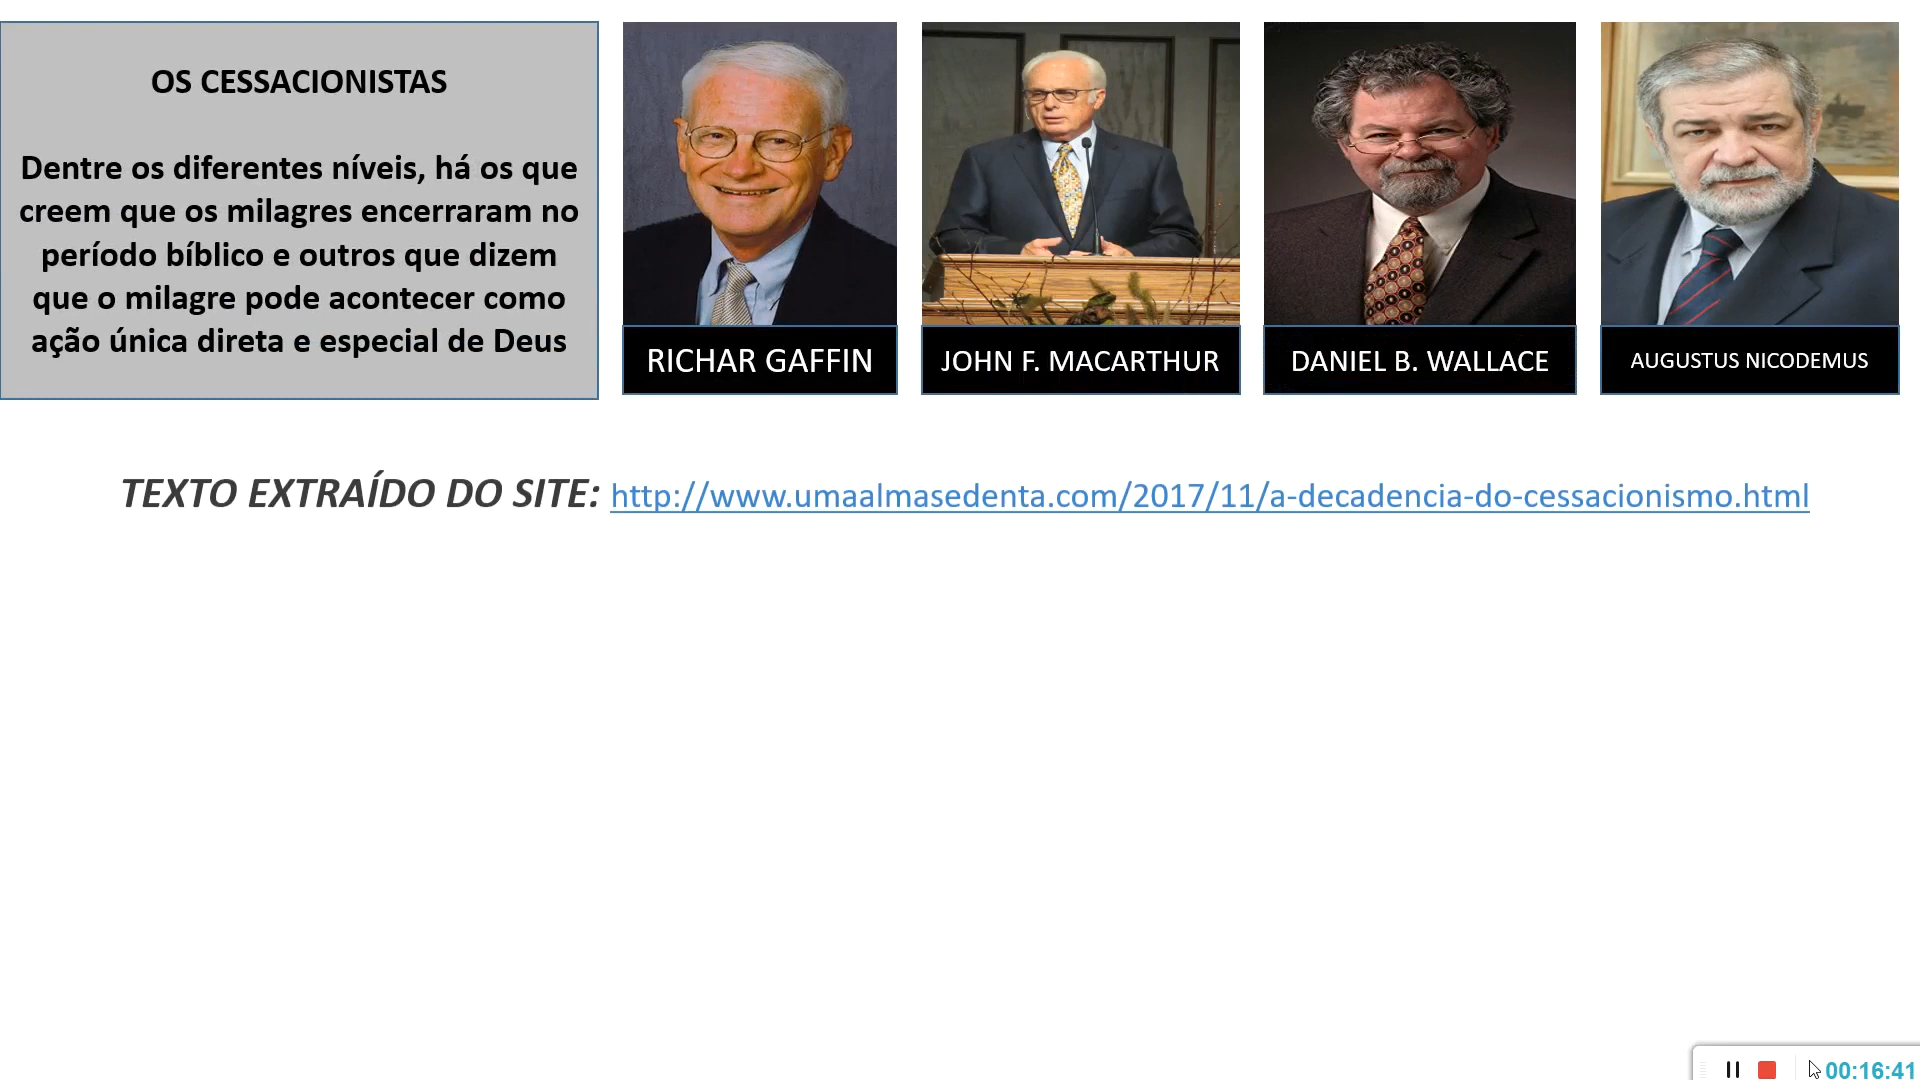 OS CESSACIONISTAS
Dentre os diferentes níveis, há os que
creem que os milagres encerraram no
período bíblico e outros que dizem
que o milagre pode acontecer como
ação única direta e especial de Deus
RICHAR GAFFIN
JOHN F. MACARTHUR
DANIEL B. WALLACE
AUGUSTUS NICODEMUS
TEXTO EXTRAÍDO DO SITE: http://www.umaalmasedenta.com/2017/11/a-decadencia-do-cessacionismo.html
00:16:41